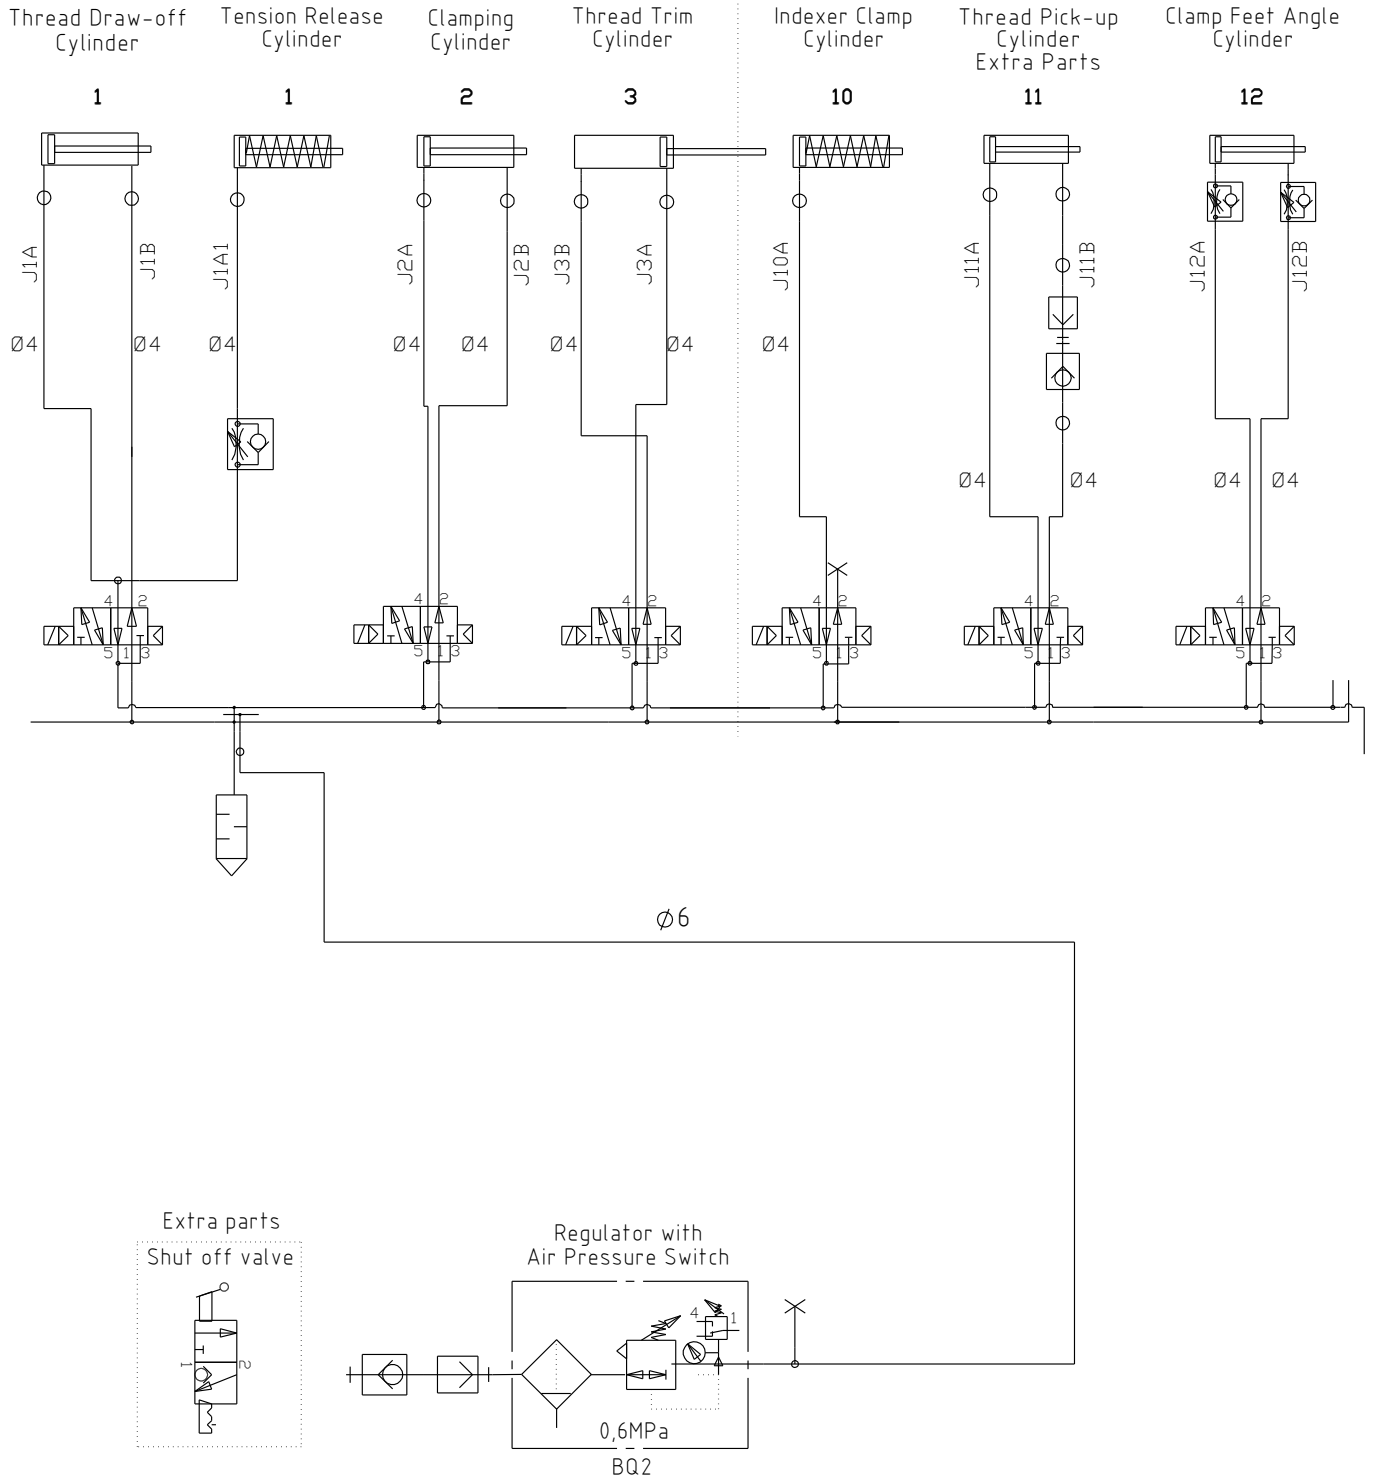 Thread Draw-off
Cylinder
Tension Release
Cylinder
Clamping
Cylinder
Thread Trim
Cylinder
Indexer Clamp
Cylinder
Thread Pick-up
Cylinder
Extra Parts
Clamp Feet Angle
Cylinder
1
1
2
3
10
11
12
J1A
J1B
J1A1
J2A
J2B
J3B
J3A
J10A
J11A
J11B
J12A
J12B
Ø4
Ø4
Ø4
Ø4
Ø4
Ø4
Ø4
Ø4
Ø4
Ø4
Ø4
Ø4
4 2
5 1 3
4 2
5 1 3
4 2
5 1 3
4 2
5 1 3
4 2
5 1 3
4 2
5 1 3
Ø6
Extra parts
Shut off valve
1 2
Regulator with
Air Pressure Switch
4 1
0,6MPa
BQ2